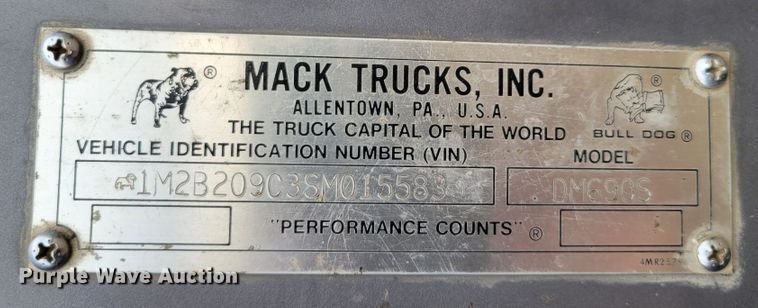 MACK TRUCKS, INC.
ALLENTOWN, PA., U.S.A.
THE TRUCK CAPITAL OF THE WORLD
BULL DOG ®
VEHICLE IDENTIFICATION NUMBER (VIN)
MODEL
1M2B209C3SM015583
DM690S
"PERFORMANCE COUNTS" ®
Purple Wave Auction